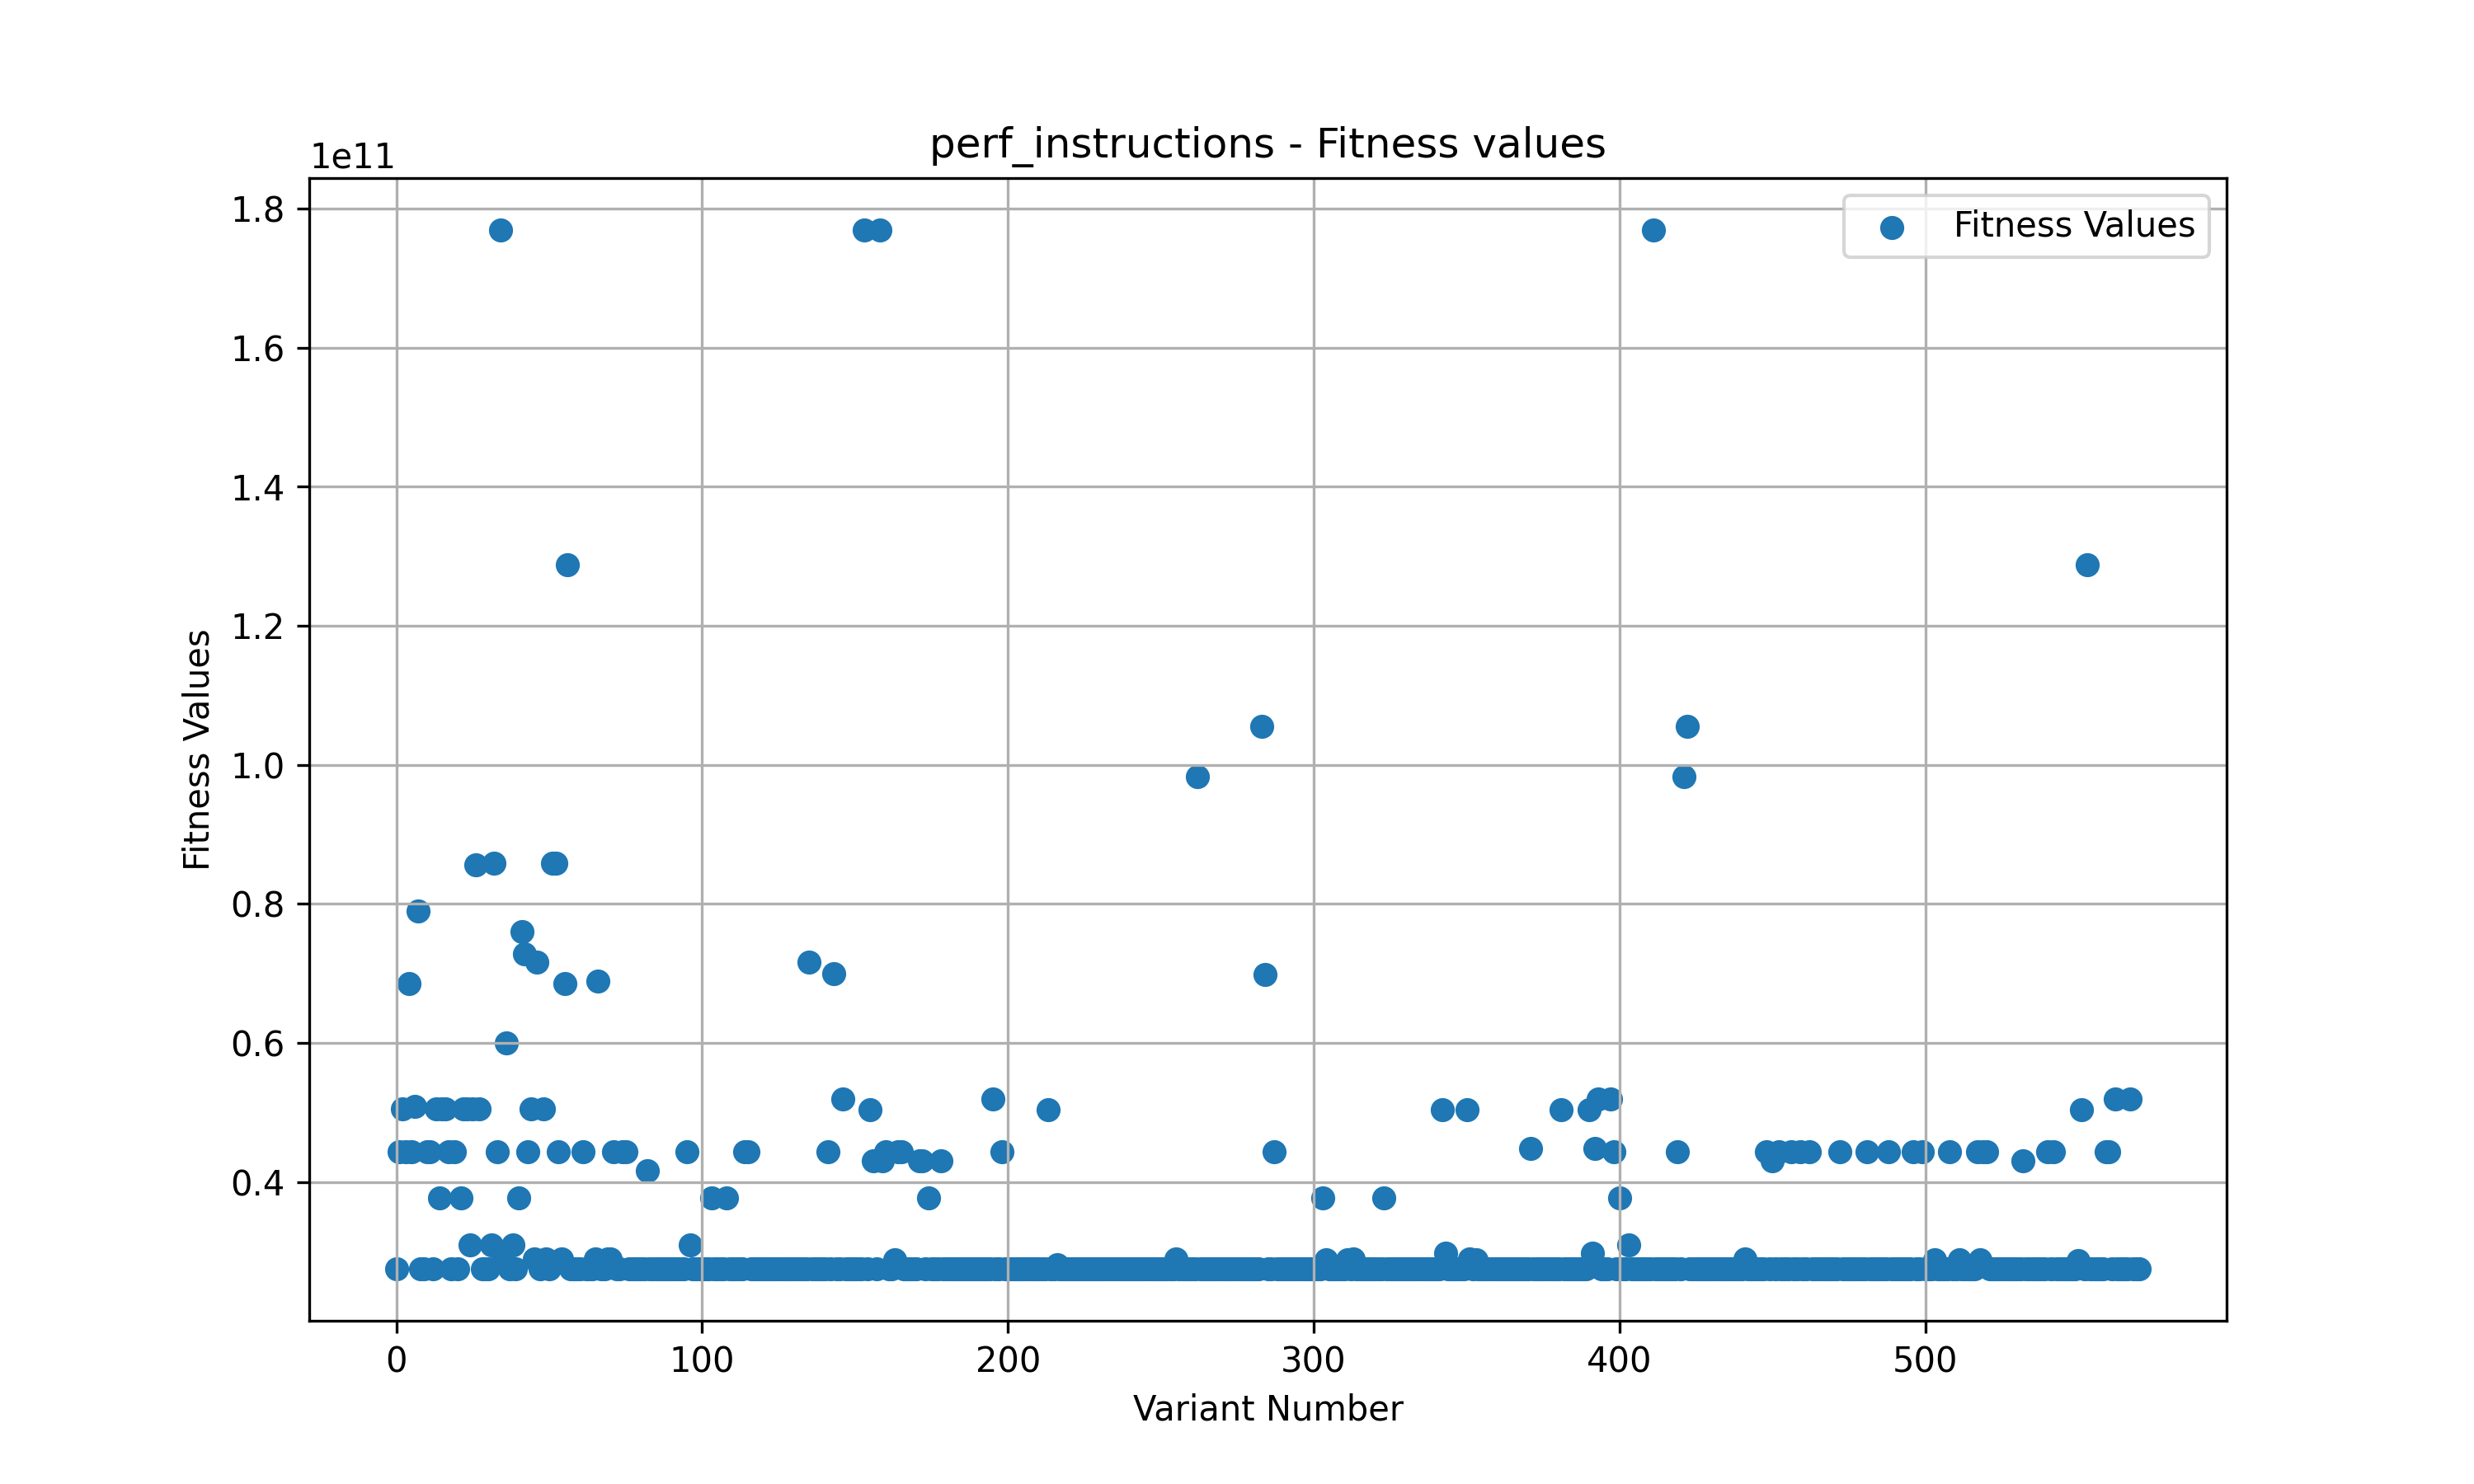 perf_instructions - Fitness values
1e11
Fitness Values
1.8
1.6
1.4
1.2
1.0
0.8
0.6
0.4
Fitness Values
0 100 200 300 400 500
Variant Number